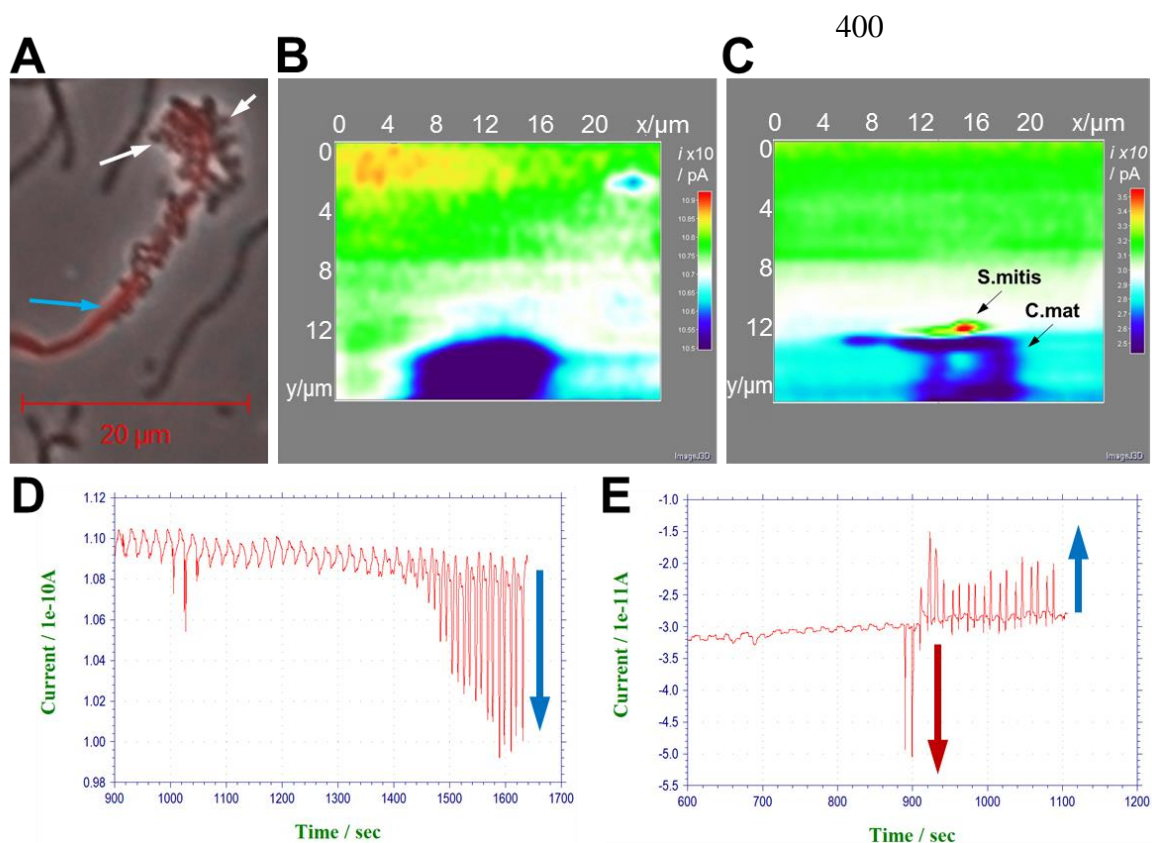 400
A
20 µm
B
0 4 8 12 16 20 x/µm
0
4
8
12
y/µm
i x10
/ pA
10.9
10.85
10.8
10.75
10.7
10.65
10.6
10.55
10.5
ImageJ3D
C
0 4 8 12 16 20 x/µm
0
4
8
12
y/µm
S.mitis
C.mat
i x10
/ pA
3.5
3.4
3.3
3.2
3.1
3.0
2.9
2.8
2.7
2.6
2.5
ImageJ3D
D
Current / 1e-10A
1.12
1.10
1.08
1.06
1.04
1.02
1.00
0.98
900 1000 1100 1200 1300 1400 1500 1600 1700
Time / sec
E
Current / 1e-11A
-1.0
-1.5
-2.0
-2.5
-3.0
-3.5
-4.0
-4.5
-5.0
-5.5
600 700 800 900 1000 1100 1200
Time / sec